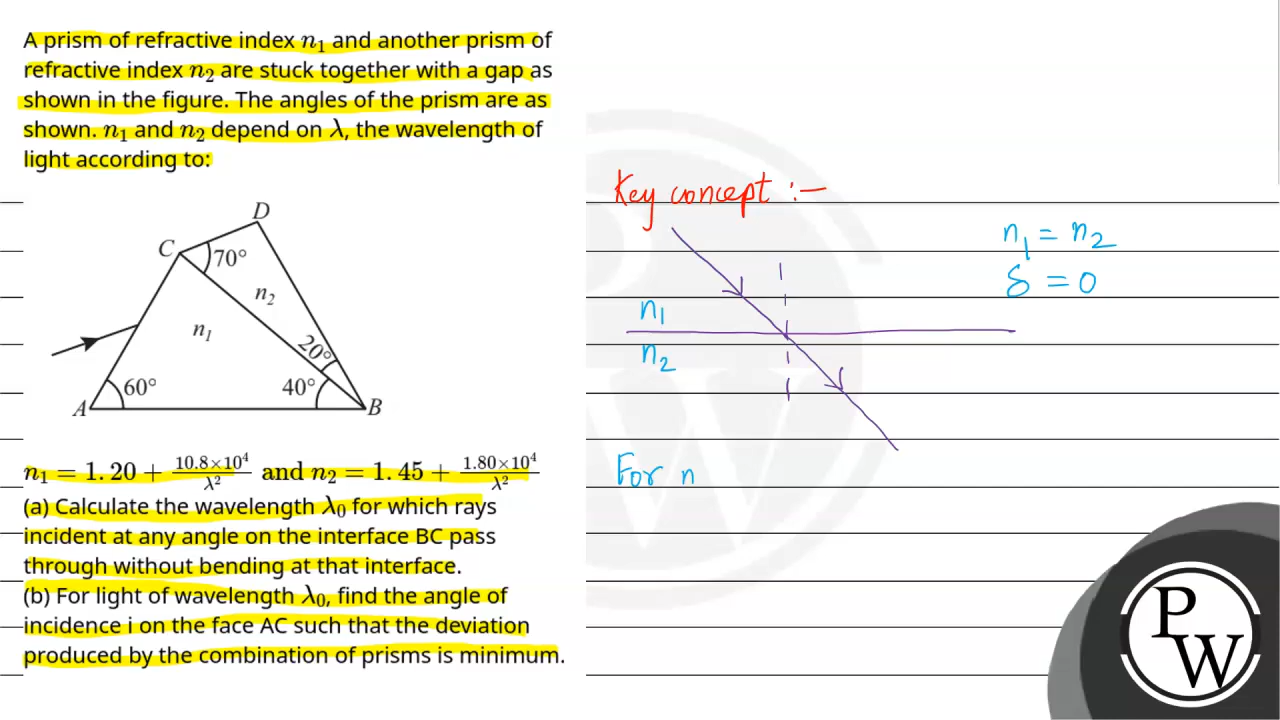 A prism of refractive index n₁ and another prism of
refractive index n₂ are stuck together with a gap as
shown in the figure. The angles of the prism are as
shown. n₁ and n₂ depend on λ, the wavelength of
light according to:
D
C
70°
n₂
n₁
20°
60°
40°
A
B
n₁ = 1.20 + 10.8×10⁴/λ² and n₂ = 1.45 + 1.80×10⁴/λ²
(a) Calculate the wavelength λ₀ for which rays
incident at any angle on the interface BC pass
through without bending at that interface.
(b) For light of wavelength λ₀, find the angle of
incidence i on the face AC such that the deviation
produced by the combination of prisms is minimum.
Key concept :-
n₁ = n₂
δ = 0
n₁
n₂
For n
P
W